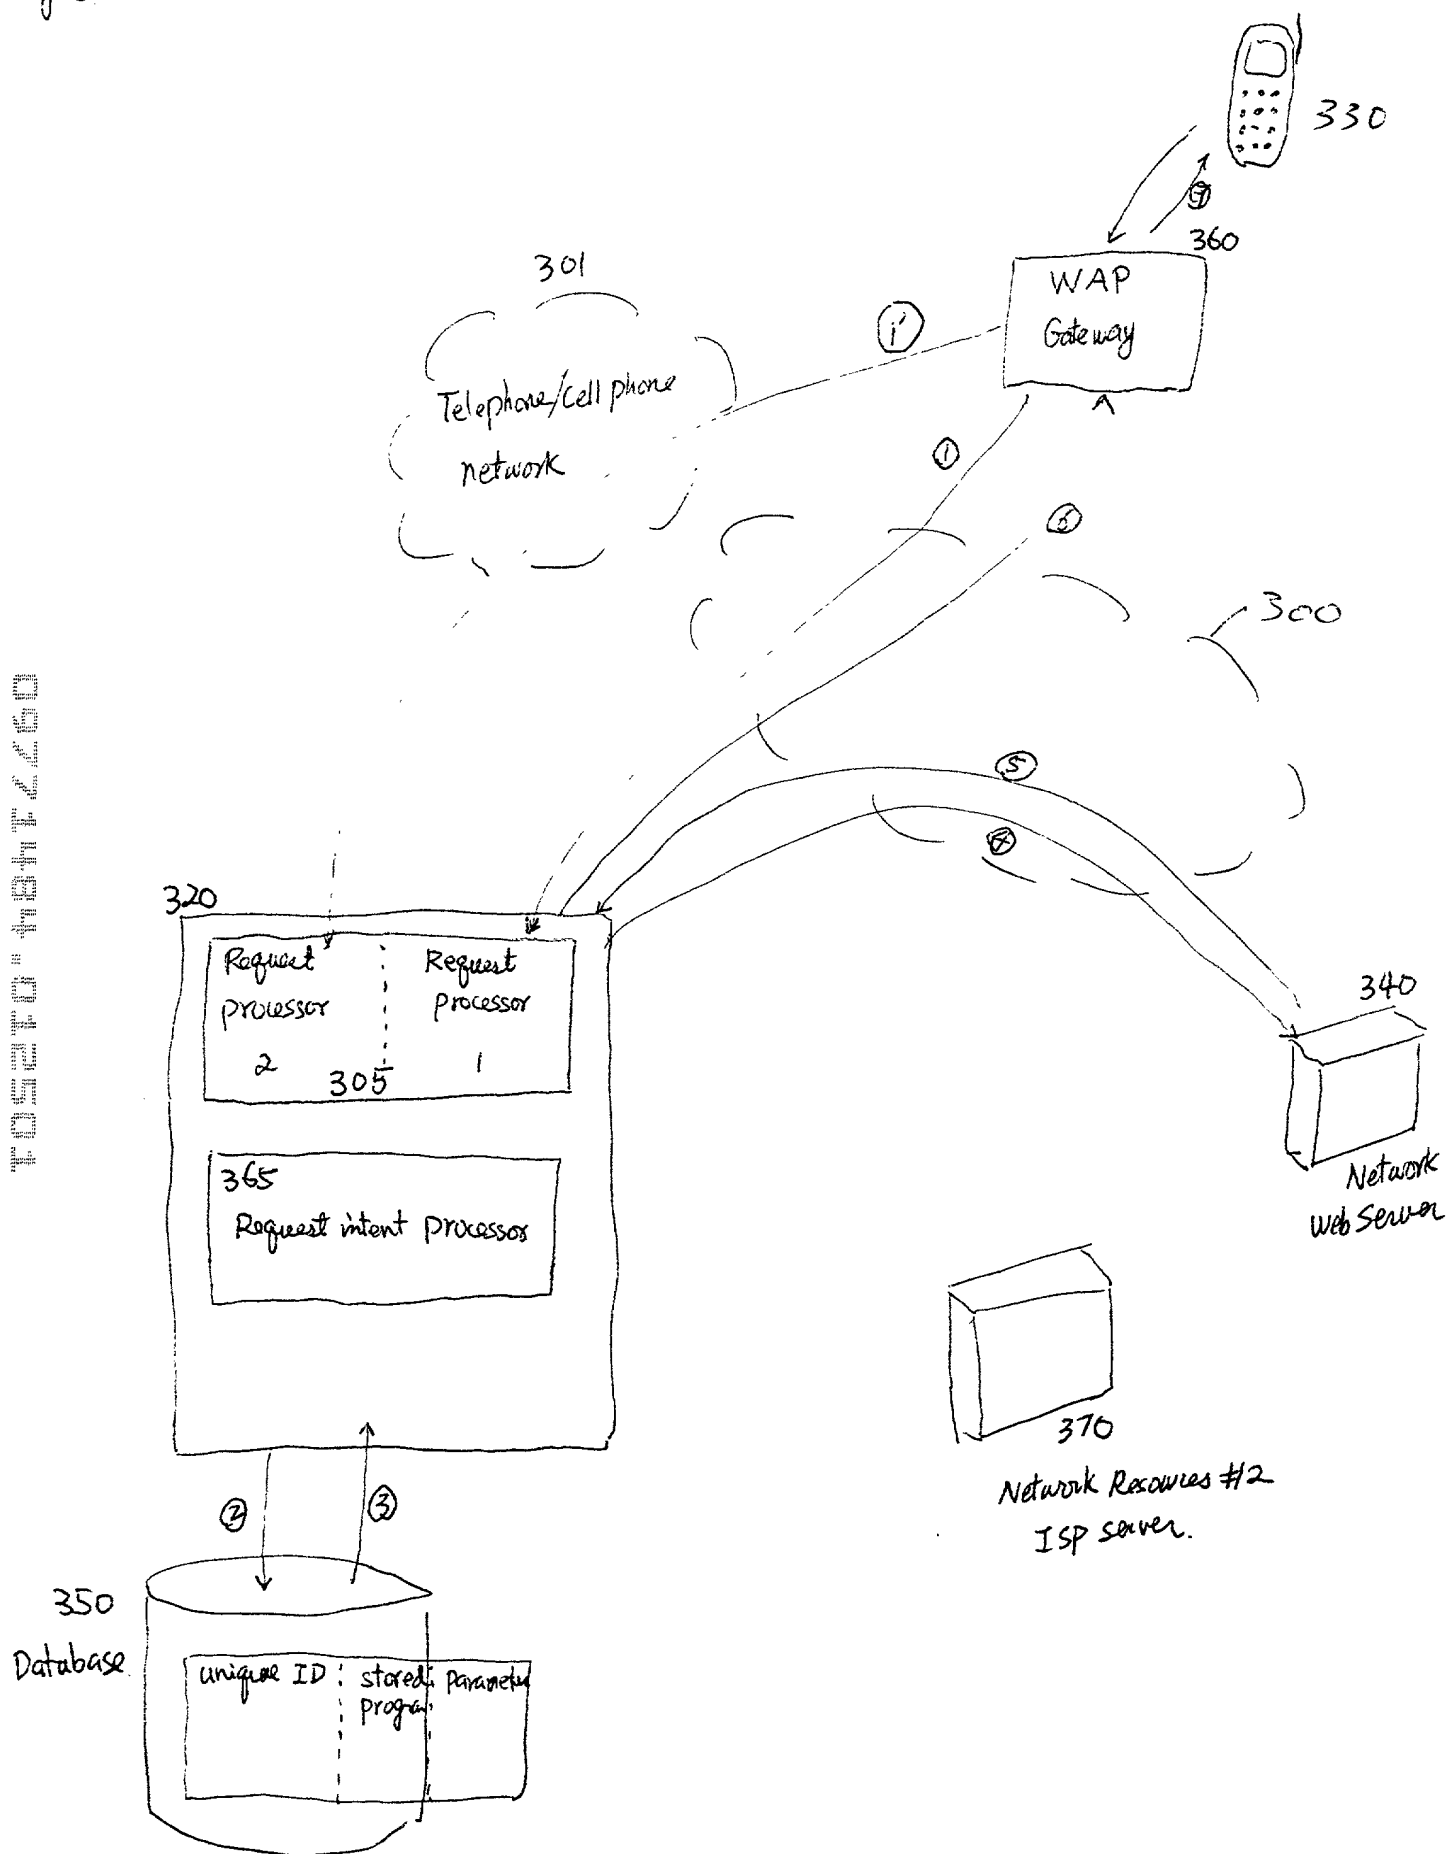 330
⑦
360
WAP
Gateway
301
①'
Telephone/Cell phone
network
①
⑥
300
⑤
④
320
Request
processor
2
Request
processor
1
305
340
Network
Web Server
365
Request intent processor
370
Network Resources #2
ISP server.
②
③
350
Database
unique ID
stored
program
parameter